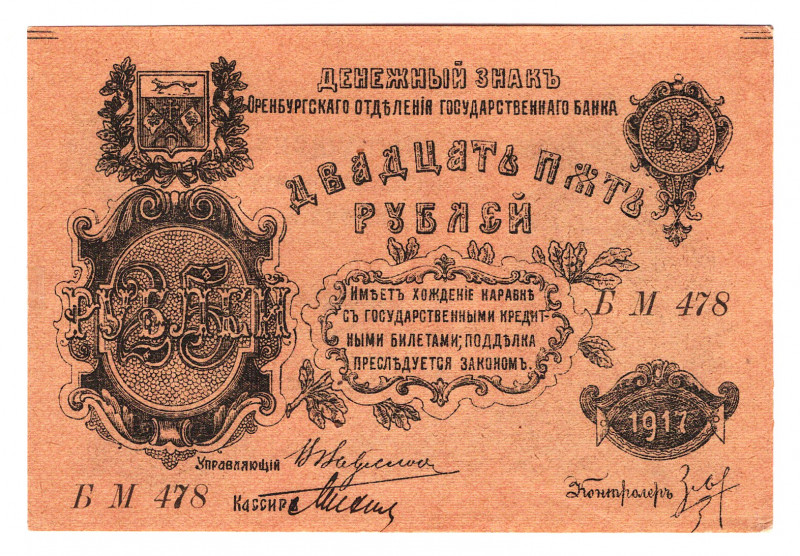 ДЕНЕЖНЫЙ ЗНАКЪ
ОРЕНБУРГСКАГО ОТДѢЛЕНІЯ ГОСУДАРСТВЕННАГО БАНКА
25
ДВАДЦАТЬ ПЯТЬ
РУБЛЕЙ
25
РУБЛЕЙ
ИМѢЕТЪ ХОЖДЕНІЕ НАРАВНѢ
СЪ ГОСУДАРСТВЕННЫМИ КРЕДИТ-
НЫМИ БИЛЕТАМИ; ПОДДѢЛКА
ПРЕСЛѢДУЕТСЯ ЗАКОНОМЪ.
Б М 478
1917
УПРАВЛЯЮЩІЙ
Б М 478
КАССИРЪ
Контролеръ